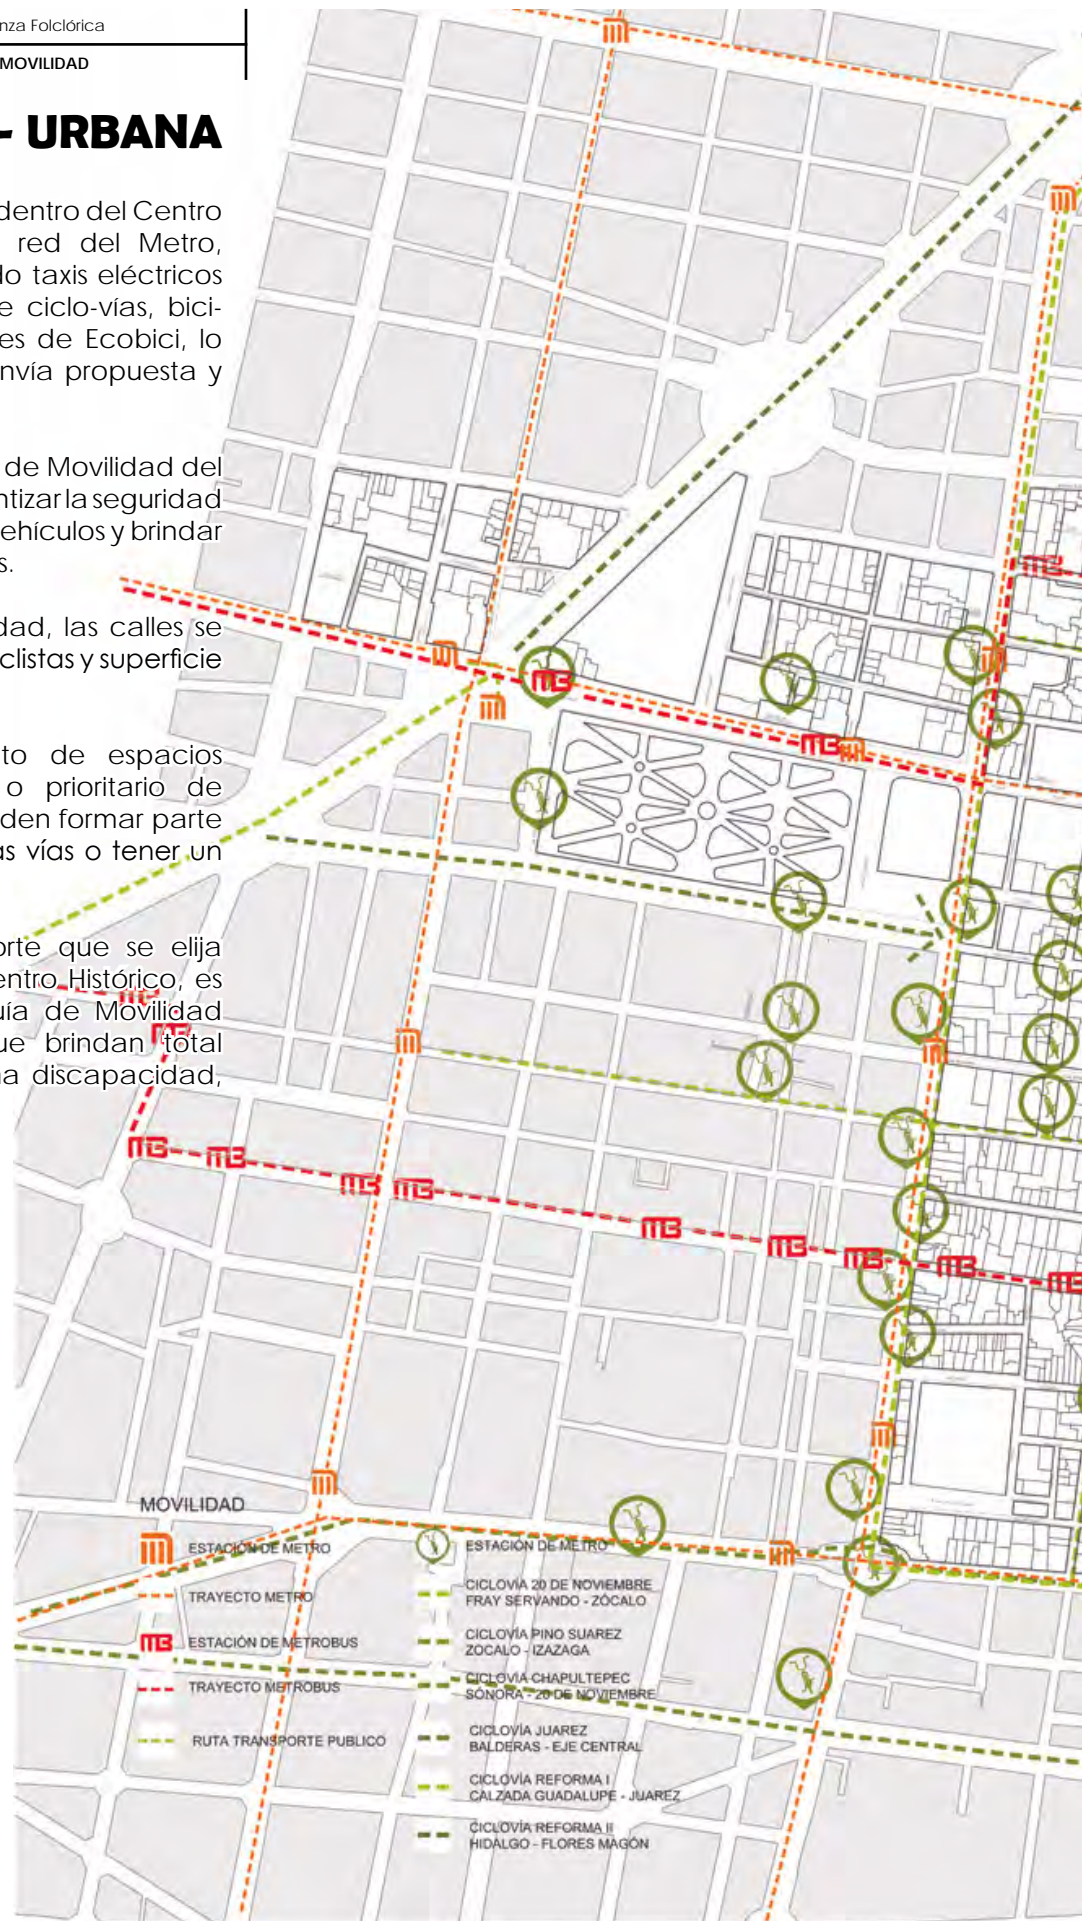 nza Folclórica
MOVILIDAD
- URBANA
dentro del Centro
red del Metro,
do taxis eléctricos
e ciclo-vías, bici-
es de Ecobici, lo
nvía propuesta y
de Movilidad del
ntizar la seguridad
ehículos y brindar
s.
dad, las calles se
clistas y superficie
to de espacios
o prioritario de
den formar parte
as vías o tener un
orte que se elija
entro Histórico, es
uía de Movilidad
ue brindan total
na discapacidad,
MOVILIDAD
ESTACIÓN DE METRO
TRAYECTO METRO
ESTACIÓN DE METROBUS
TRAYECTO METROBUS
RUTA TRANSPORTE PUBLICO
ESTACIÓN DE METRO
CICLOVÍA 20 DE NOVIEMBRE
FRAY SERVANDO - ZÓCALO
CICLOVÍA PINO SUAREZ
ZOCALO - IZAZAGA
CICLOVÍA CHAPULTEPEC
SONORA - 20 DE NOVIEMBRE
CICLOVÍA JUAREZ
BALDERAS - EJE CENTRAL
CICLOVÍA REFORMA I
CALZADA GUADALUPE - JUAREZ
CICLOVÍA REFORMA II
HIDALGO - FLORES MAGÓN